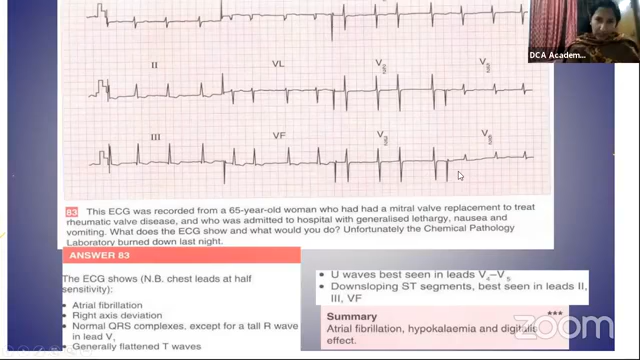 DCA Academ...
II
VL
III
VF
83 This ECG was recorded from a 65-year-old woman who had had a mitral valve replacement to treat
rheumatic valve disease, and who was admitted to hospital with generalised lethargy, nausea and
vomiting. What does the ECG show and what would you do? Unfortunately the Chemical Pathology
Laboratory burned down last night.
ANSWER 83
The ECG shows (N.B. chest leads at half
sensitivity):
• Atrial fibrillation
• Right axis deviation
• Normal QRS complexes, except for a tall R wave
in lead V₁
• Generally flattened T waves
• U waves best seen in leads V₄–V₅
• Downsloping ST segments, best seen in leads II,
III, VF
Summary ***
Atrial fibrillation, hypokalaemia and digitalis
effect.
zoom